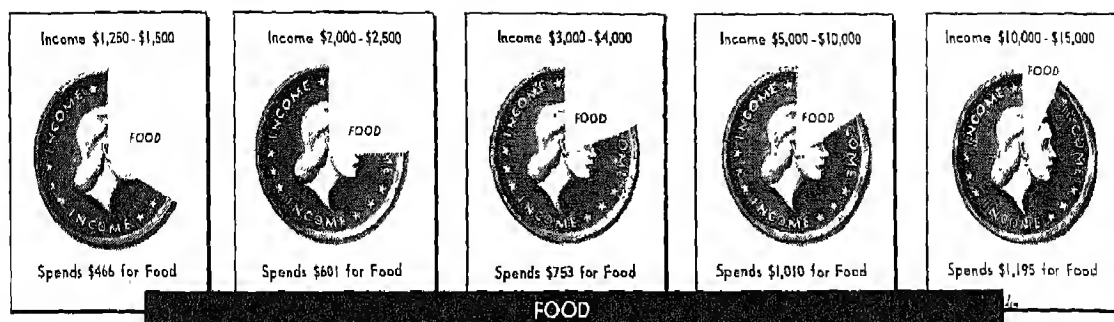 Income $1,250-$1,500
FOOD
INCOME
INCOME
Spends $466 for Food
Income $2,000-$2,500
FOOD
INCOME
INCOME
Spends $601 for Food
Income $3,000-$4,000
FOOD
INCOME
INCOME
Spends $753 for Food
Income $5,000-$10,000
FOOD
INCOME
INCOME
Spends $1,010 for Food
Income $10,000-$15,000
FOOD
INCOME
INCOME
INCOME
Spends $1,195 for Food
FOOD